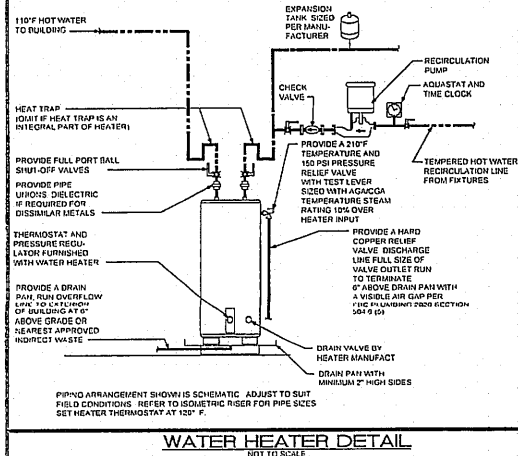 110°F HOT WATER
TO BUILDING
EXPANSION
TANK SIZED
PER MANU-
FACTURER
RECIRCULATION
PUMP
CHECK
VALVE
AQUASTAT AND
TIME CLOCK
HEAT TRAP
(OMIT IF HEAT TRAP IS AN
INTEGRAL PART OF HEATER)
PROVIDE FULL PORT BALL
SHUT-OFF VALVES
PROVIDE A 210°F
TEMPERATURE AND
150 PSI PRESSURE
RELIEF VALVE
WITH TEST LEVER
SIZED WITH AGA/CGA
TEMPERATURE STEAM
RATING 10% OVER
HEATER INPUT
TEMPERED HOT WATER
RECIRCULATION LINE
FROM FIXTURES
PROVIDE PIPE
UNIONS, DIELECTRIC
IF REQUIRED FOR
DISSIMILAR METALS
THERMOSTAT AND
PRESSURE REGU-
LATOR FURNISHED
WITH WATER HEATER
PROVIDE A HARD
COPPER RELIEF
VALVE DISCHARGE
LINE FULL SIZE OF
VALVE OUTLET RUN
TO TERMINATE
6" ABOVE DRAIN PAN WITH
A VISIBLE AIR GAP PER
PLUMBING 2020 SECTION
PROVIDE A DRAIN
PAN, RUN OVERFLOW
LINE TO EXTERIOR
OF BUILDING AT 6"
ABOVE GRADE OR
NEAREST APPROVED
INDIRECT WASTE
DRAIN VALVE BY
HEATER MANUFACT
DRAIN PAN WITH
MINIMUM 2" HIGH SIDES
PIPING ARRANGEMENT SHOWN IS SCHEMATIC ADJUST TO SUIT
FIELD CONDITIONS REFER TO ISOMETRIC RISER FOR PIPE SIZES
SET HEATER THERMOSTAT AT 120° F.
WATER HEATER DETAIL
NOT TO SCALE